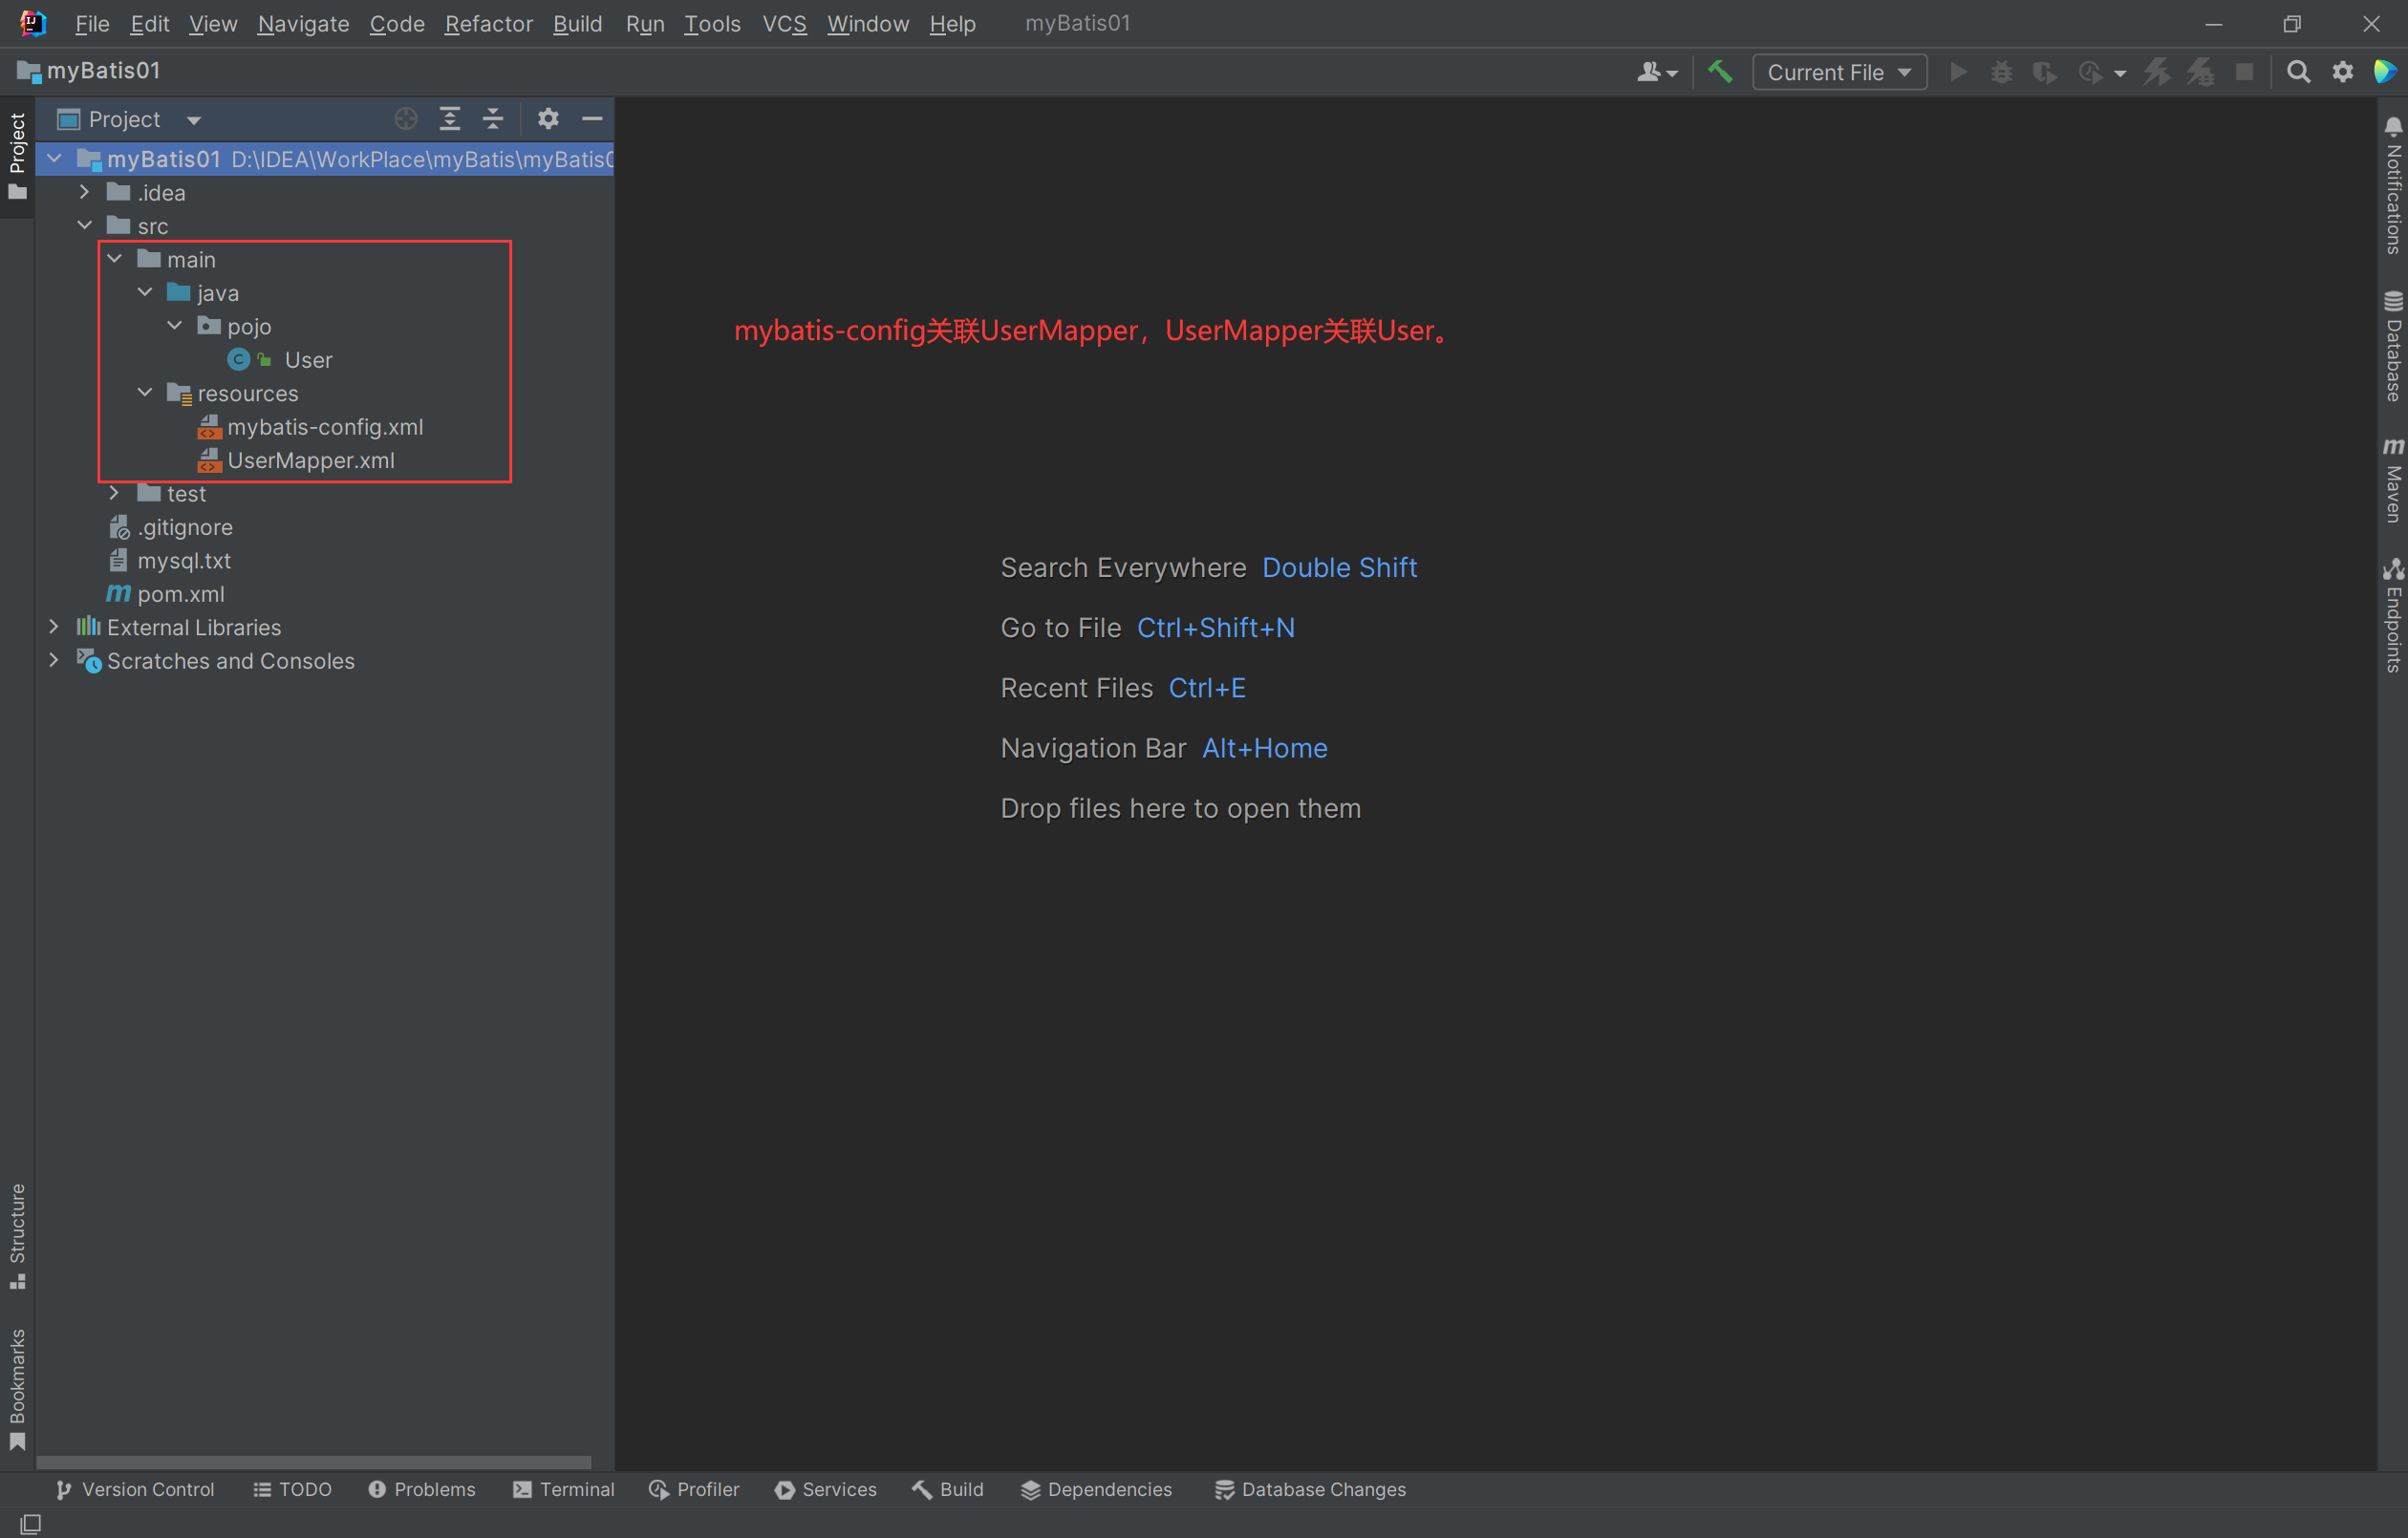 File Edit View Navigate Code Refactor Build Run Tools VCS Window Help myBatis01
myBatis01 Current File
Project
Project
myBatis01 D:\IDEA\WorkPlace\myBatis\myBatis0
.idea
src
main
java
pojo
User
resources
mybatis-config.xml
UserMapper.xml
test
.gitignore
mysql.txt
pom.xml
External Libraries
Scratches and Consoles
mybatis-config关联UserMapper，UserMapper关联User。
Search Everywhere Double Shift
Go to File Ctrl+Shift+N
Recent Files Ctrl+E
Navigation Bar Alt+Home
Drop files here to open them
Notifications
Database
Maven
Endpoints
Structure
Bookmarks
Version Control TODO Problems Terminal Profiler Services Build Dependencies Database Changes